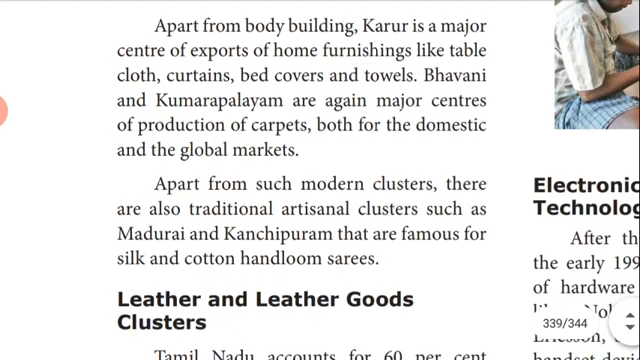 Apart from body building, Karur is a major
centre of exports of home furnishings like table
cloth, curtains, bed covers and towels. Bhavani
and Kumarapalayam are again major centres
of production of carpets, both for the domestic
and the global markets.
Apart from such modern clusters, there
are also traditional artisanal clusters such as
Madurai and Kanchipuram that are famous for
silk and cotton handloom sarees.
Leather and Leather Goods
Clusters
Tamil Nadu accounts for 60 per cent
Electronic
Technolog
After th
the early 199
of hardware
339/344